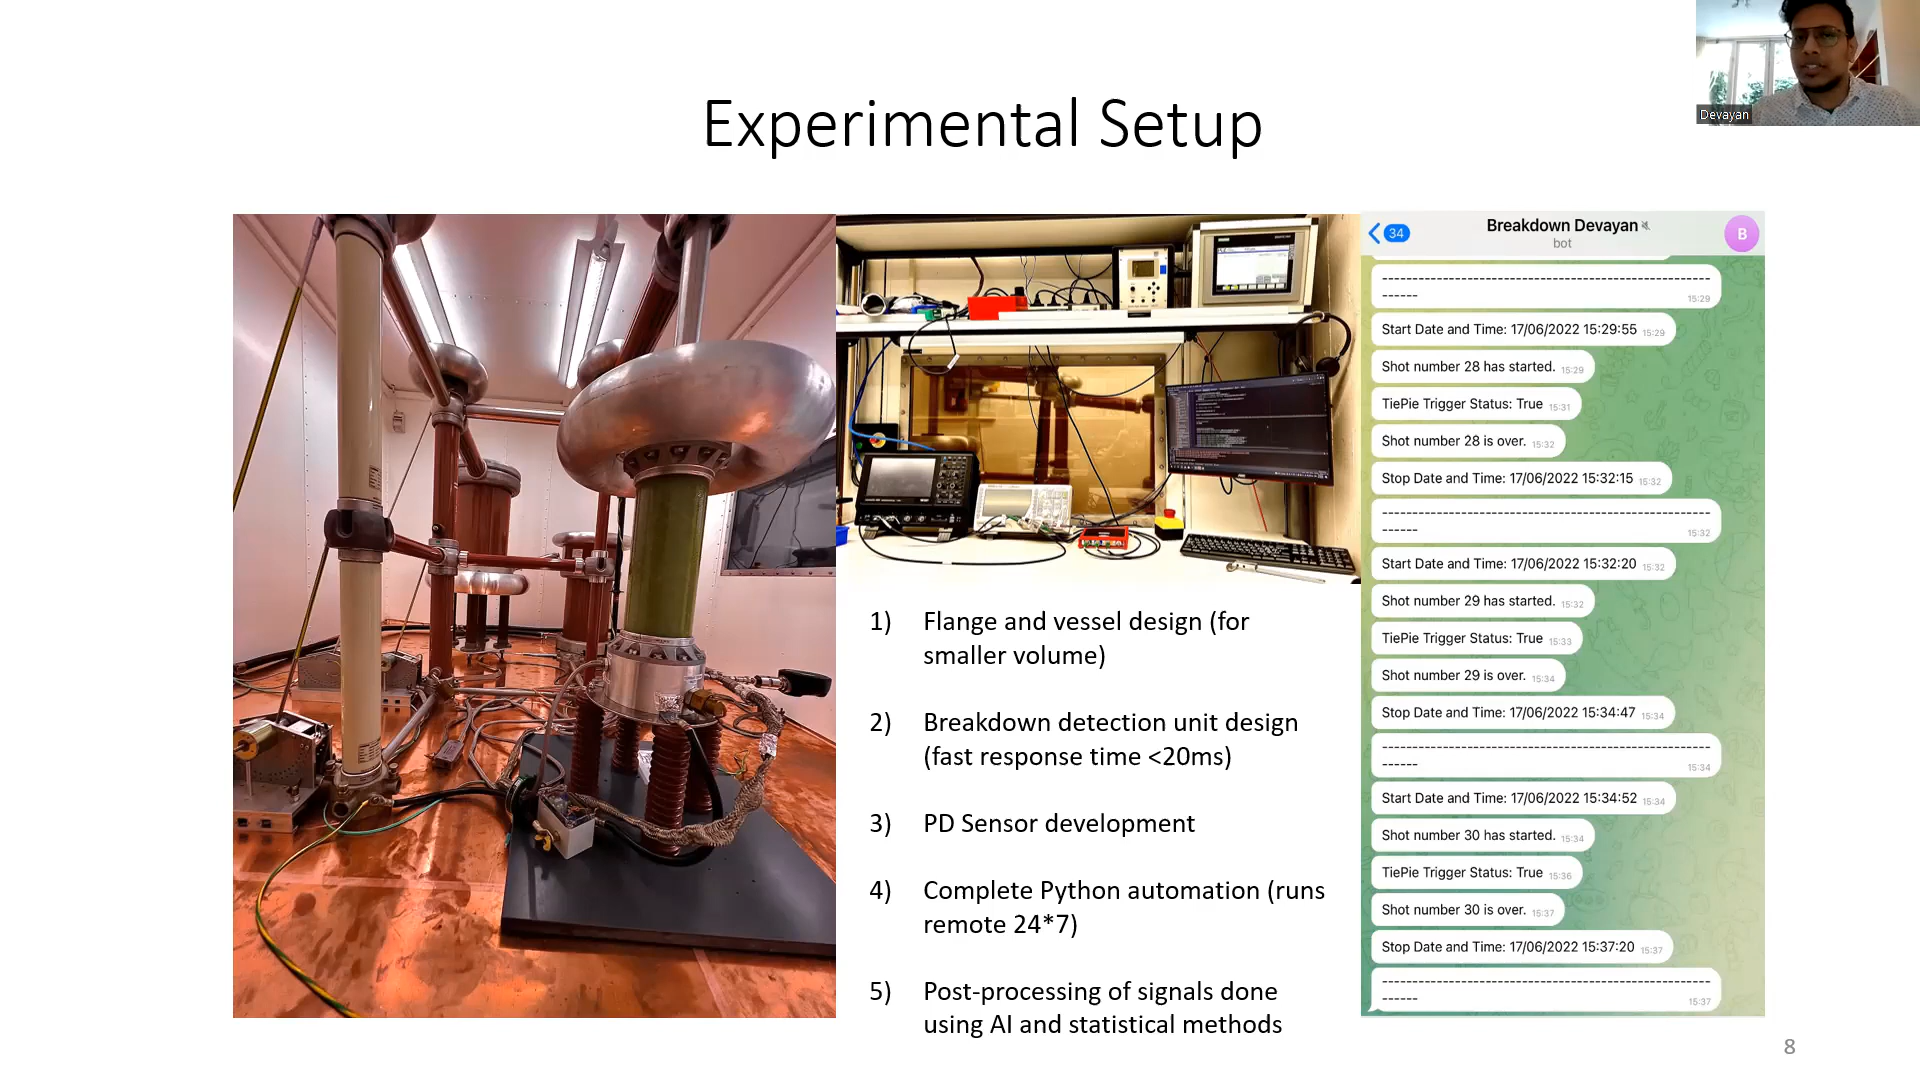 Devayan
Experimental Setup
1) Flange and vessel design (for
smaller volume)
2) Breakdown detection unit design
(fast response time <20ms)
3) PD Sensor development
4) Complete Python automation (runs
remote 24*7)
5) Post-processing of signals done
using AI and statistical methods
34
Breakdown Devayan
bot
B
----------------------------------------------------
------
15:29
Start Date and Time: 17/06/2022 15:29:55 15:29
Shot number 28 has started. 15:29
TiePie Trigger Status: True 15:31
Shot number 28 is over. 15:32
Stop Date and Time: 17/06/2022 15:32:15 15:32
----------------------------------------------------
------
15:32
Start Date and Time: 17/06/2022 15:32:20 15:32
Shot number 29 has started. 15:32
TiePie Trigger Status: True 15:33
Shot number 29 is over. 15:34
Stop Date and Time: 17/06/2022 15:34:47 15:34
----------------------------------------------------
------
15:34
Start Date and Time: 17/06/2022 15:34:52 15:34
Shot number 30 has started. 15:34
TiePie Trigger Status: True 15:36
Shot number 30 is over. 15:37
Stop Date and Time: 17/06/2022 15:37:20 15:37
----------------------------------------------------
------
15:37
8